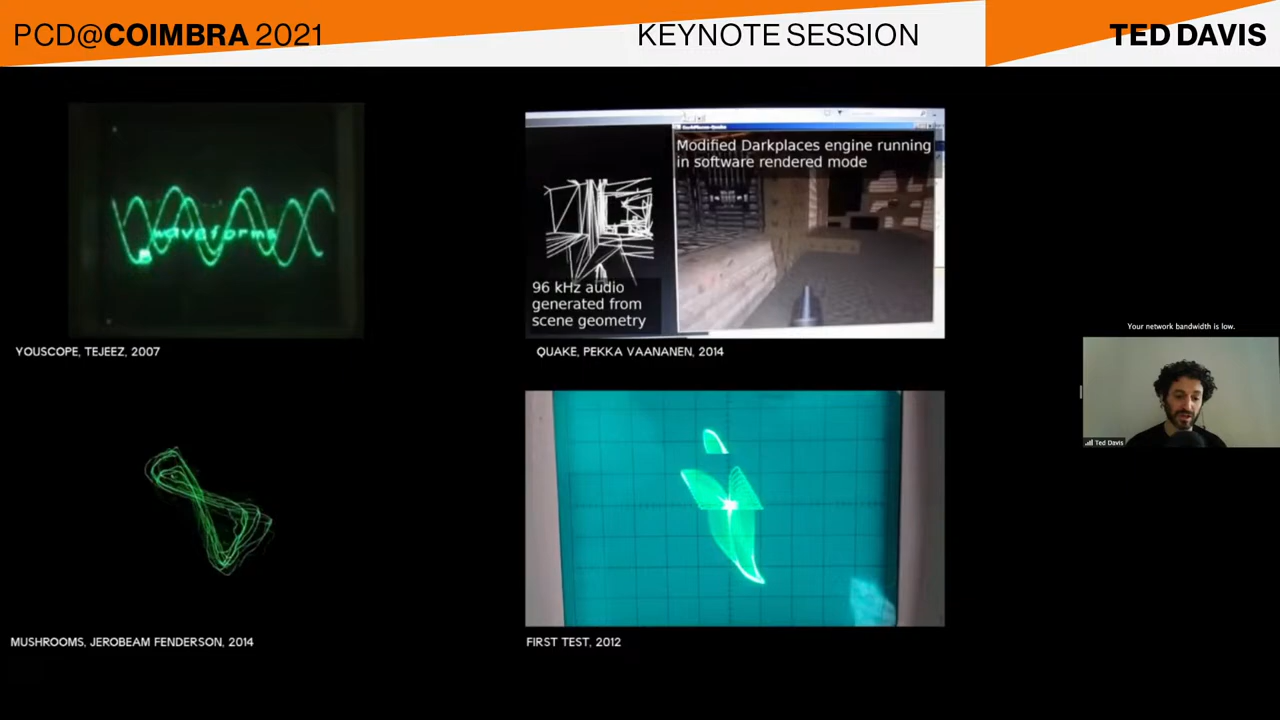 PCD@COIMBRA 2021
KEYNOTE SESSION
TED DAVIS
waveforms
Modified Darkplaces engine running
in software rendered mode
96 kHz audio
generated from
scene geometry
YOUSCOPE, TEJEEZ, 2007
QUAKE, PEKKA VAANANEN, 2014
Your network bandwidth is low.
Ted Davis
MUSHROOMS, JEROBEAM FENDERSON, 2014
FIRST TEST, 2012